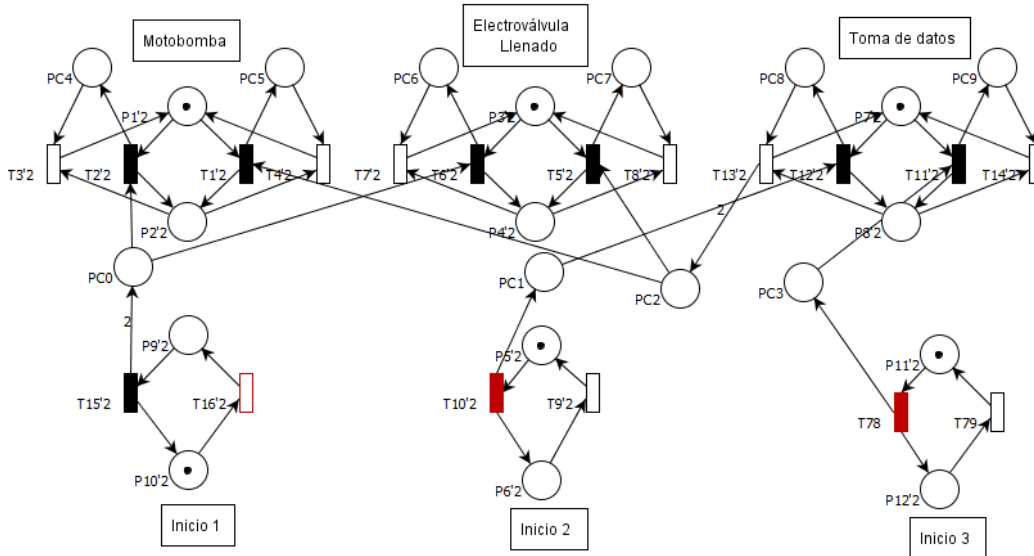 Electroválvula
Llenado
Motobomba
Toma de datos
PC4
PC5
PC6
PC7
PC8
PC9
P1'2
P3'2
P7'2
T3'2
T2'2
T1'2
T4'2
T7'2
T6'2
T5'2
T8'2
T13'2
T12'2
T11'2
T14'2
P2'2
P4'2
P8'2
2
PC0
PC1
PC2
PC3
2
P9'2
P5'2
P11'2
T15'2
T16'2
T10'2
T9'2
T78
T79
P10'2
P6'2
P12'2
Inicio 1
Inicio 2
Inicio 3